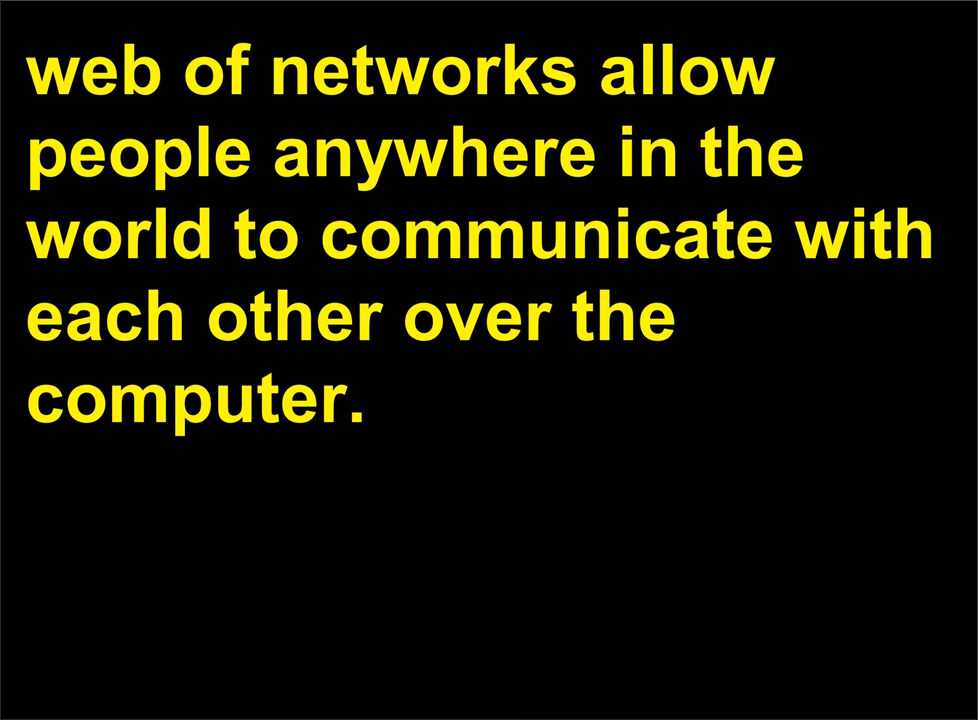 web of networks allow
people anywhere in the
world to communicate with
each other over the
computer.